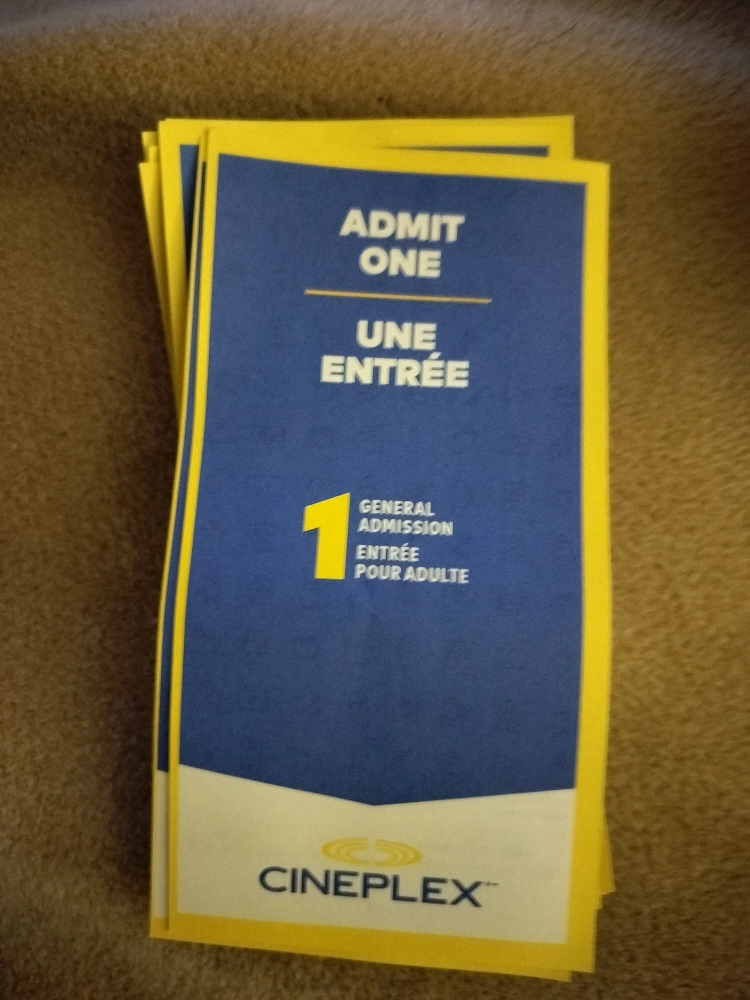 ADMIT
ONE
UNE
ENTRÉE
1
GENERAL
ADMISSION
ENTRÉE
POUR ADULTE
CINEPLEX